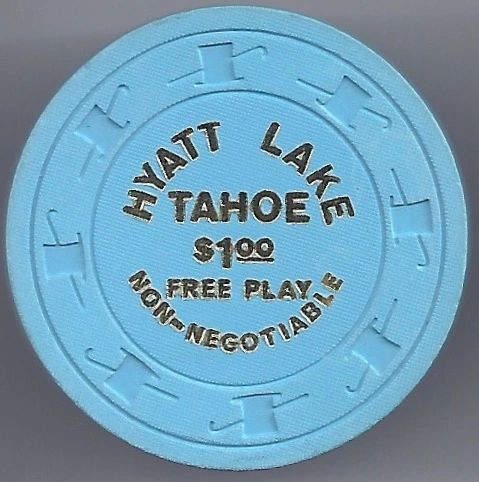 HYATT LAKE
TAHOE
$1.00
FREE PLAY
NON-NEGOTIABLE